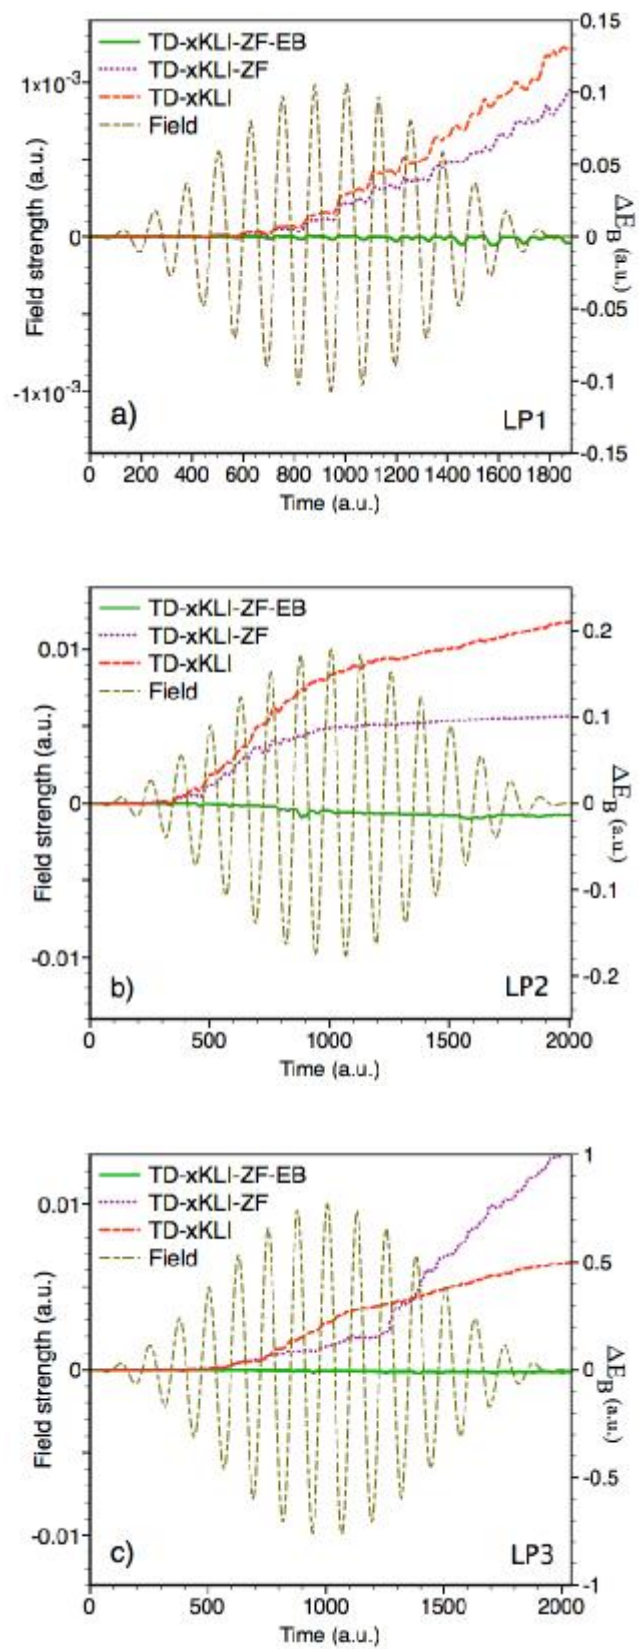 TD-xKLI-ZF-EB
TD-xKLI-ZF
TD-xKLI
Field
1×10⁻³
0
-1×10⁻³
Field strength (a.u.)
0.15
0.1
0.05
0
-0.05
-0.1
-0.15
ΔE_B (a.u.)
a)
LP1
0 200 400 600 800 1000 1200 1400 1600 1800
Time (a.u.)
TD-xKLI-ZF-EB
TD-xKLI-ZF
TD-xKLI
Field
0.01
0
-0.01
Field strength (a.u.)
0.2
0.1
0
-0.1
-0.2
ΔE_B (a.u.)
b)
LP2
0 500 1000 1500 2000
Time (a.u.)
TD-xKLI-ZF-EB
TD-xKLI-ZF
TD-xKLI
Field
0.01
0
-0.01
Field strength (a.u.)
1
0.5
0
-0.5
-1
ΔE_B (a.u.)
c)
LP3
0 500 1000 1500 2000
Time (a.u.)